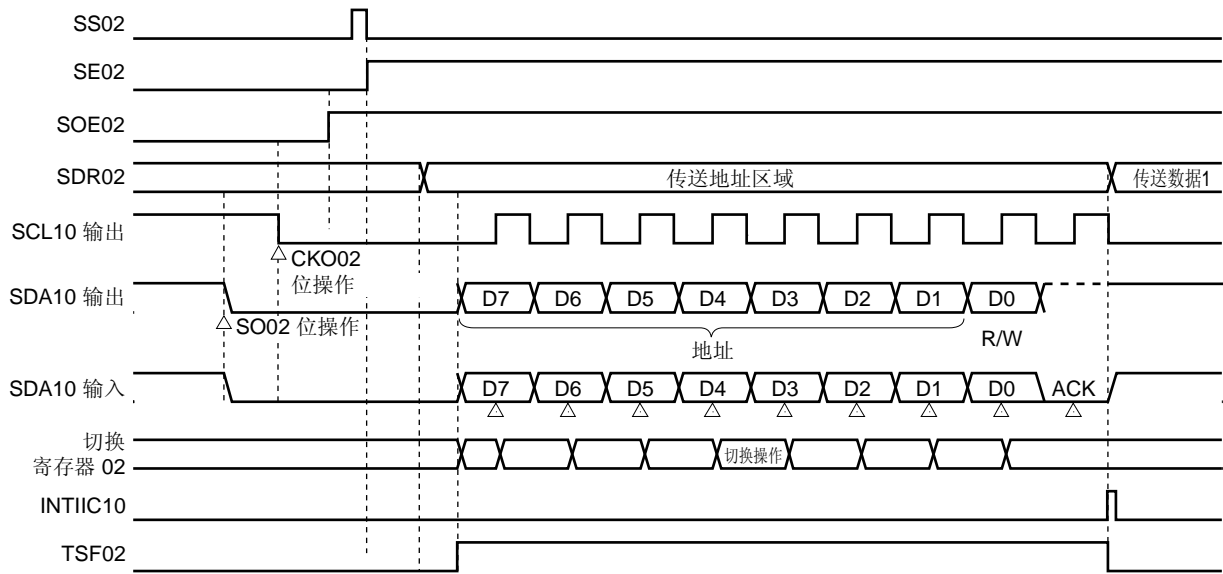 SS02
SE02
SOE02
SDR02 传送地址区域 传送数据1
SCL10 输出
CKO02
位操作
SDA10 输出 D7 D6 D5 D4 D3 D2 D1 D0
SO02 位操作
地址
R/W
SDA10 输入 D7 D6 D5 D4 D3 D2 D1 D0 ACK
切换
寄存器 02
切换操作
INTIIC10
TSF02